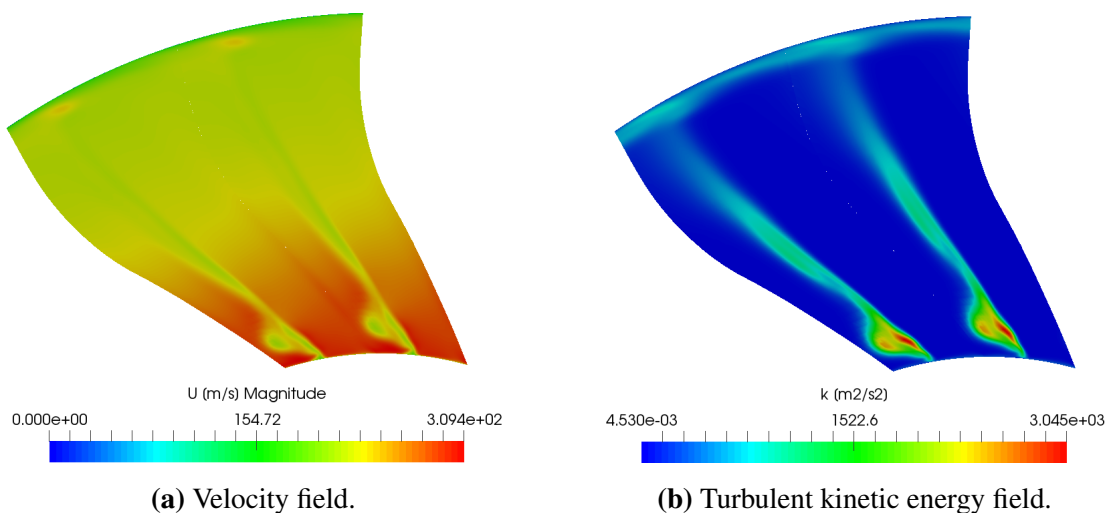 U [m/s] Magnitude
0.000e+00 154.72 3.094e+02
(a) Velocity field.
k [m2/s2]
4.530e-03 1522.6 3.045e+03
(b) Turbulent kinetic energy field.